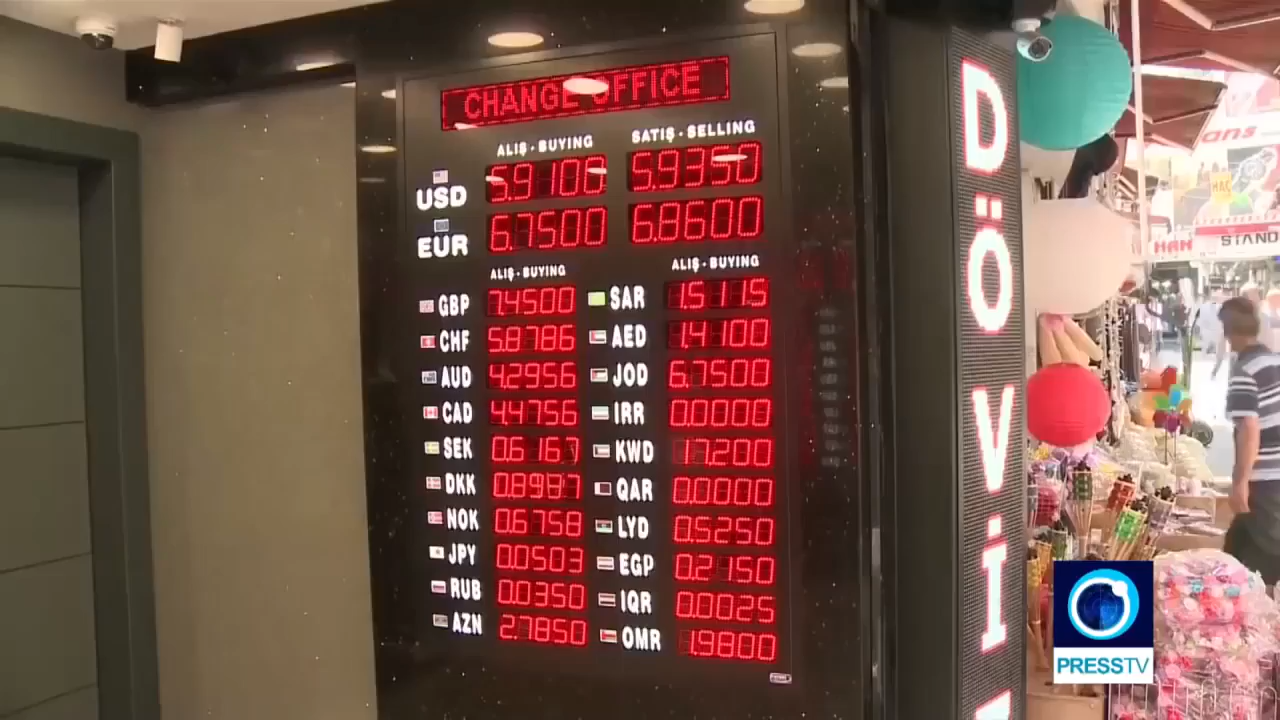 CHANGE OFFICE
ALIŞ - BUYING SATIŞ - SELLING
USD 5.9100 5.9350
EUR 6.7500 6.8600
ALIŞ - BUYING ALIŞ - BUYING
GBP 7.4500 SAR 1.5115
CHF 5.8786 AED 1.4100
AUD 4.2956 JOD 6.7500
CAD 4.4756 IRR 0.0000
SEK KWD 17.200
DKK QAR 0.0000
NOK 0.6758 LYD 0.5250
JPY 0.0503 EGP 0.2150
RUB 0.0350 IQR 0.0025
AZN 2.7850 OMR 1.9800
DÖVİ
HAÇ
HAK
STAND
PRESSTV